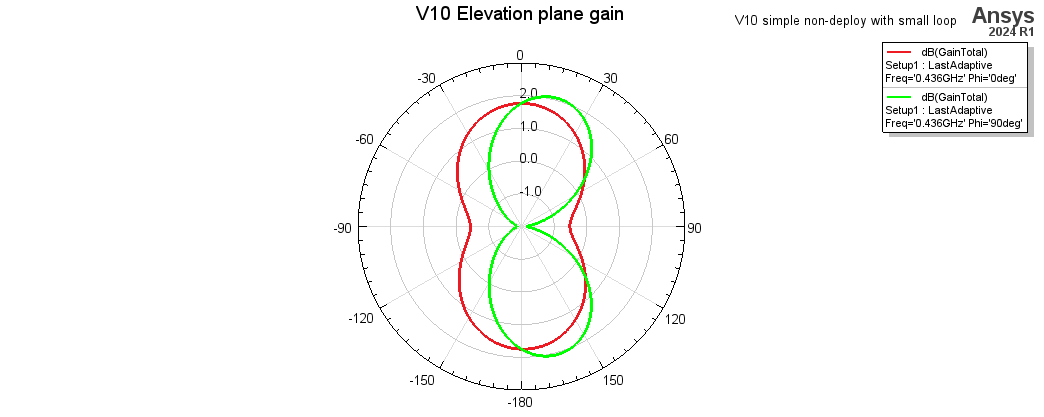 V10 Elevation plane gain
V10 simple non-deploy with small loop
Ansys
2024 R1
dB(GainTotal)
Setup1 : LastAdaptive
Freq='0.436GHz' Phi='0deg'
dB(GainTotal)
Setup1 : LastAdaptive
Freq='0.436GHz' Phi='90deg'
0
-30
30
2.0
-60
1.0
60
0.0
-1.0
-90
90
-120
120
-150
150
-180